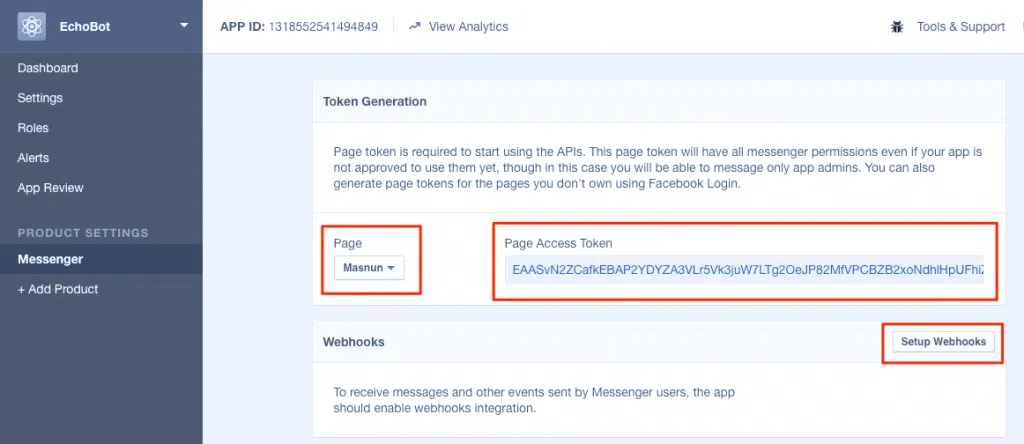 EchoBot
APP ID: 1318552541494849
View Analytics
Tools & Support
Dashboard
Settings
Roles
Alerts
App Review
PRODUCT SETTINGS
Messenger
+ Add Product
Token Generation
Page token is required to start using the APIs. This page token will have all messenger permissions even if your app is
not approved to use them yet, though in this case you will be able to message only app admins. You can also
generate page tokens for the pages you don't own using Facebook Login.
Page
Masnun
Page Access Token
EAASvN2ZCafkEBAP2YDYZA3VLr5Vk3juW7LTg2OeJP82MfVPCBZB2xoNdhlHpUFhiZ
Webhooks
Setup Webhooks
To receive messages and other events sent by Messenger users, the app
should enable webhooks integration.